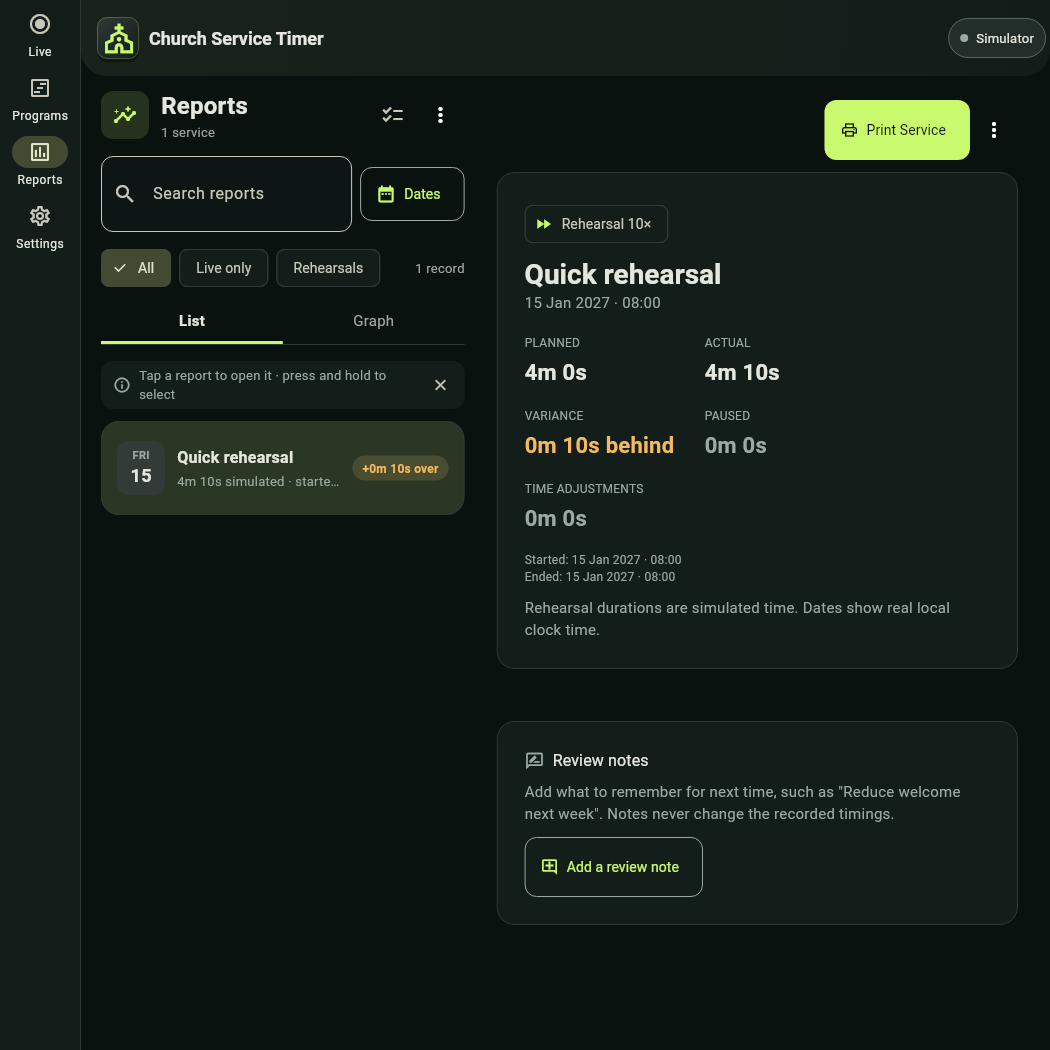 Live
Programs
Reports
Settings
Church Service Timer
Simulator
Reports
1 service
Search reports
Dates
All
Live only
Rehearsals
1 record
List
Graph
Tap a report to open it · press and hold to
select
FRI
15
Quick rehearsal
4m 10s simulated · starte...
+0m 10s over
Print Service
Rehearsal 10×
Quick rehearsal
15 Jan 2027 · 08:00
PLANNED
4m 0s
ACTUAL
4m 10s
VARIANCE
0m 10s behind
PAUSED
0m 0s
TIME ADJUSTMENTS
0m 0s
Started: 15 Jan 2027 · 08:00
Ended: 15 Jan 2027 · 08:00
Rehearsal durations are simulated time. Dates show real local
clock time.
Review notes
Add what to remember for next time, such as "Reduce welcome
next week". Notes never change the recorded timings.
Add a review note